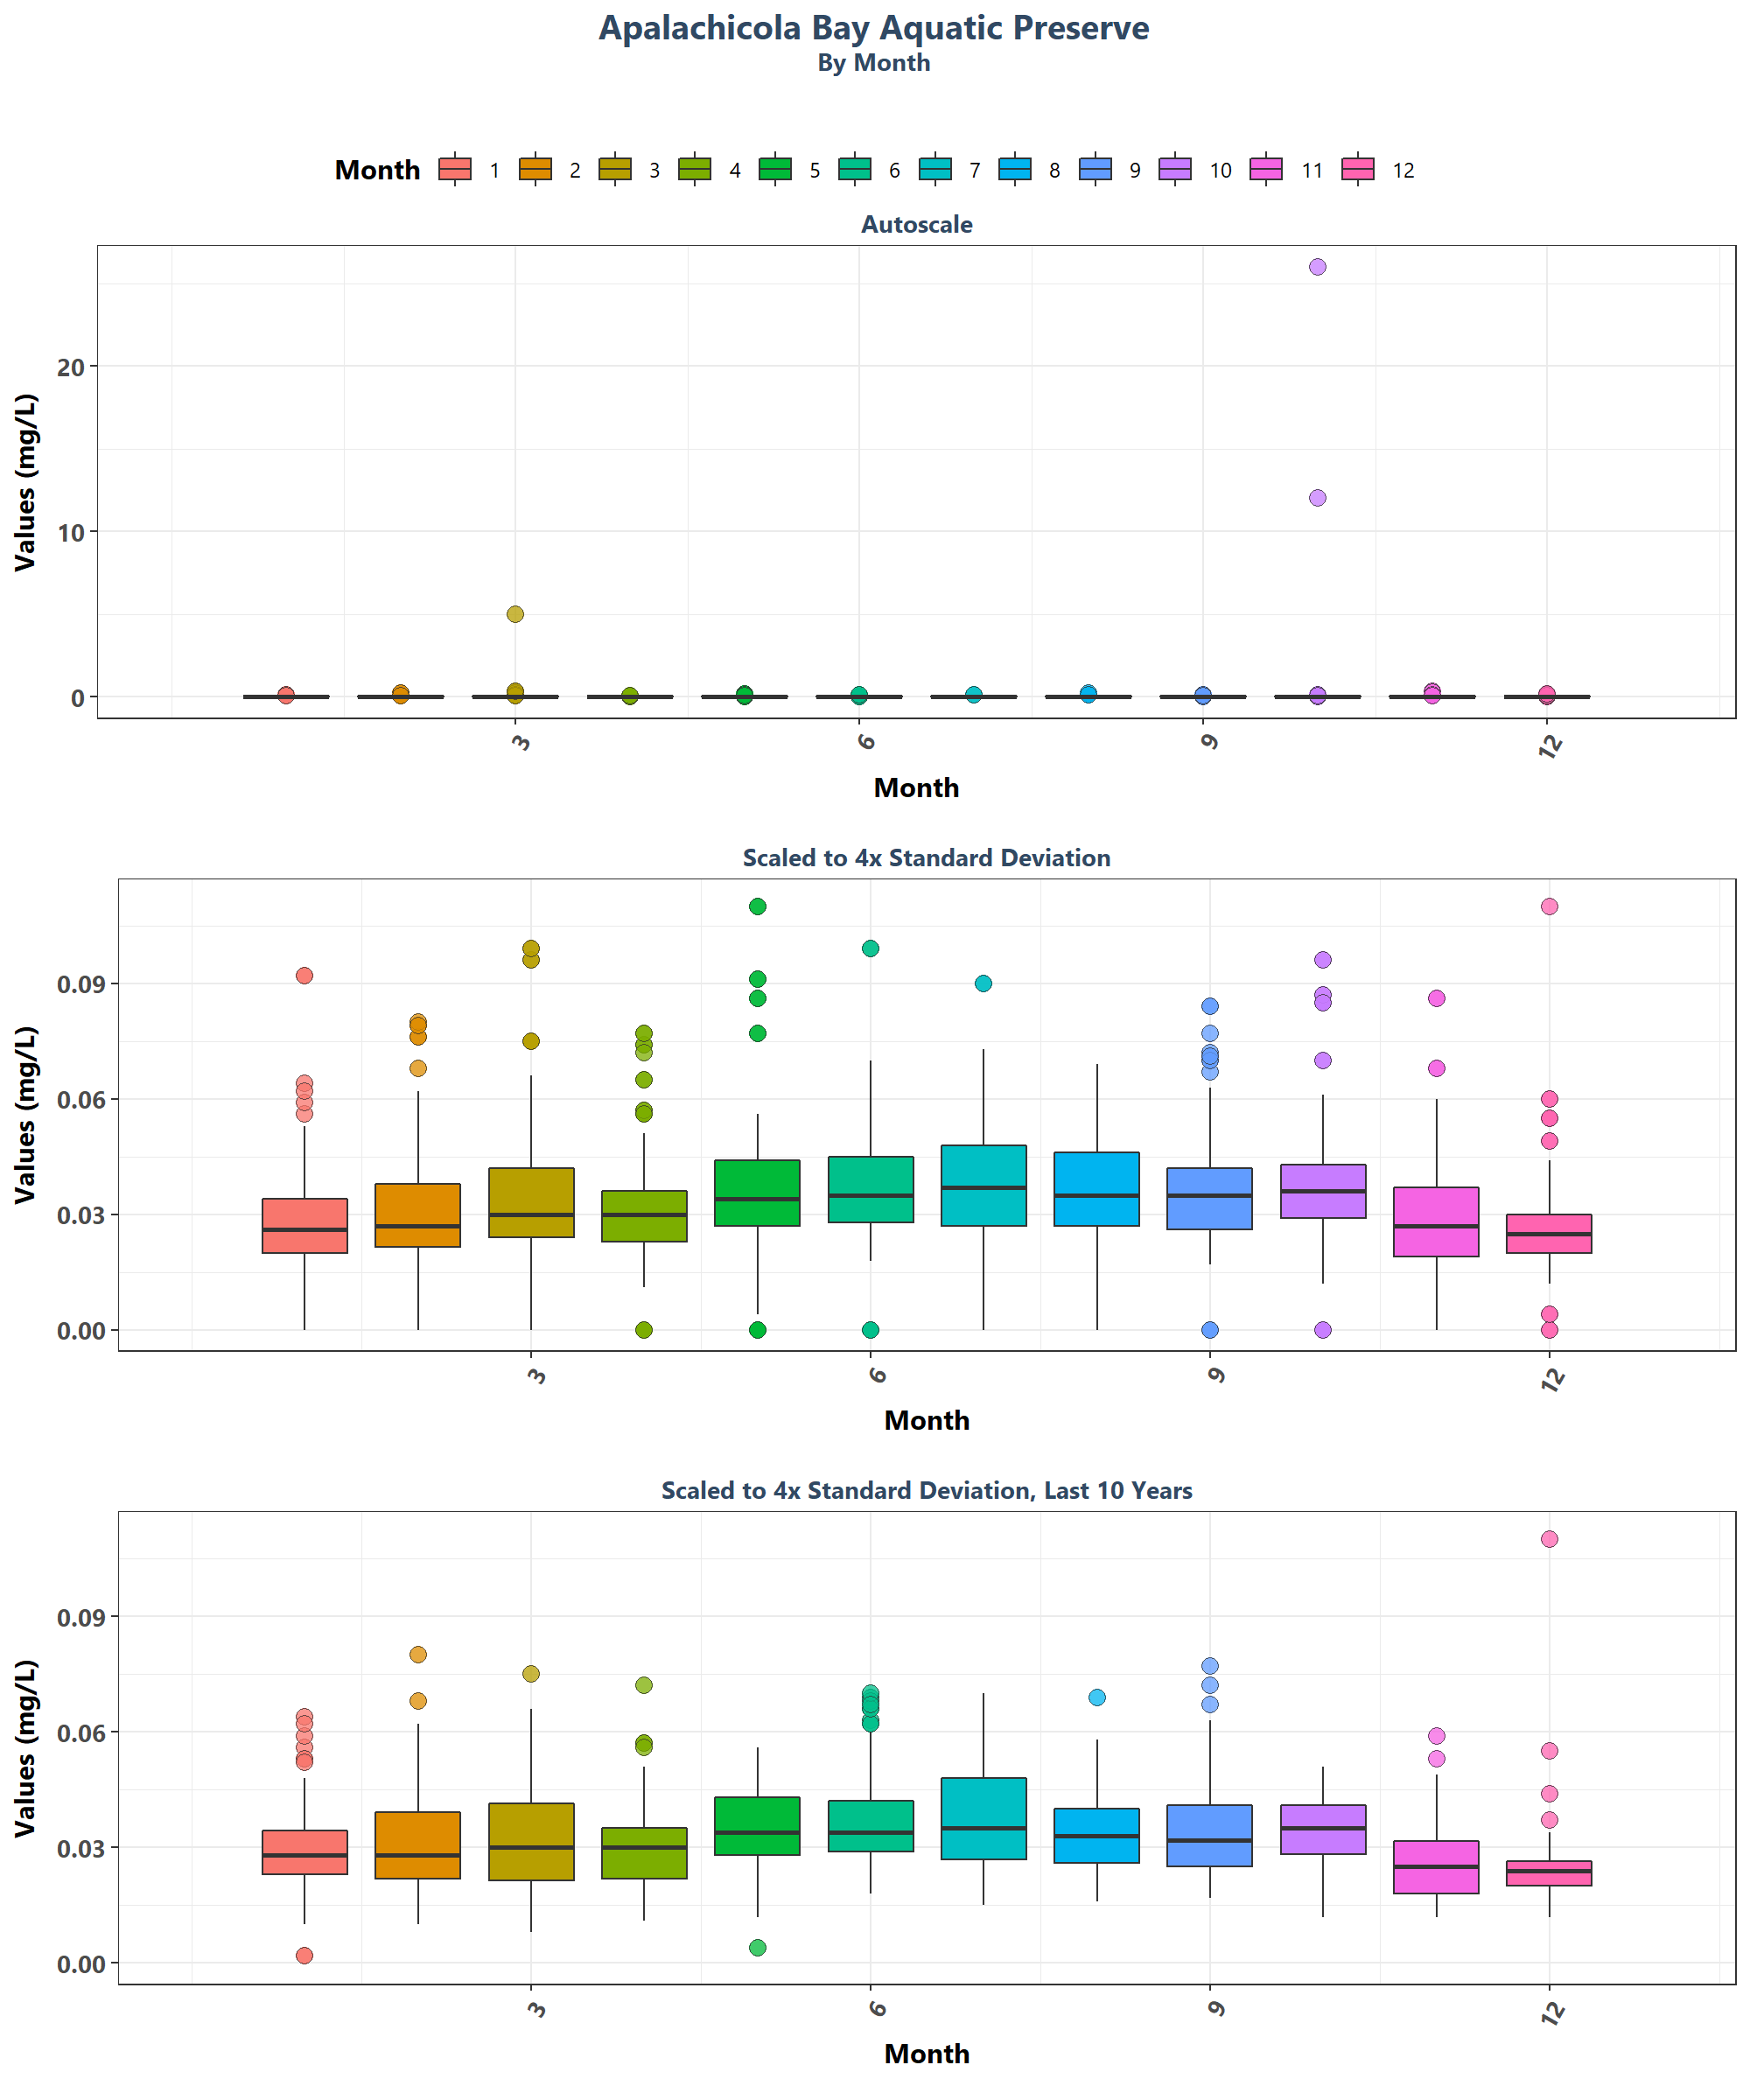 Apalachicola Bay Aquatic Preserve
By Month
Month 1 2 3 4 5 6 7 8 9 10 11 12
Autoscale
Values (mg/L)
20
10
0
3 6 9 12
Month
Scaled to 4x Standard Deviation
Values (mg/L)
0.09
0.06
0.03
0.00
3 6 9 12
Month
Scaled to 4x Standard Deviation, Last 10 Years
Values (mg/L)
0.09
0.06
0.03
0.00
3 6 9 12
Month